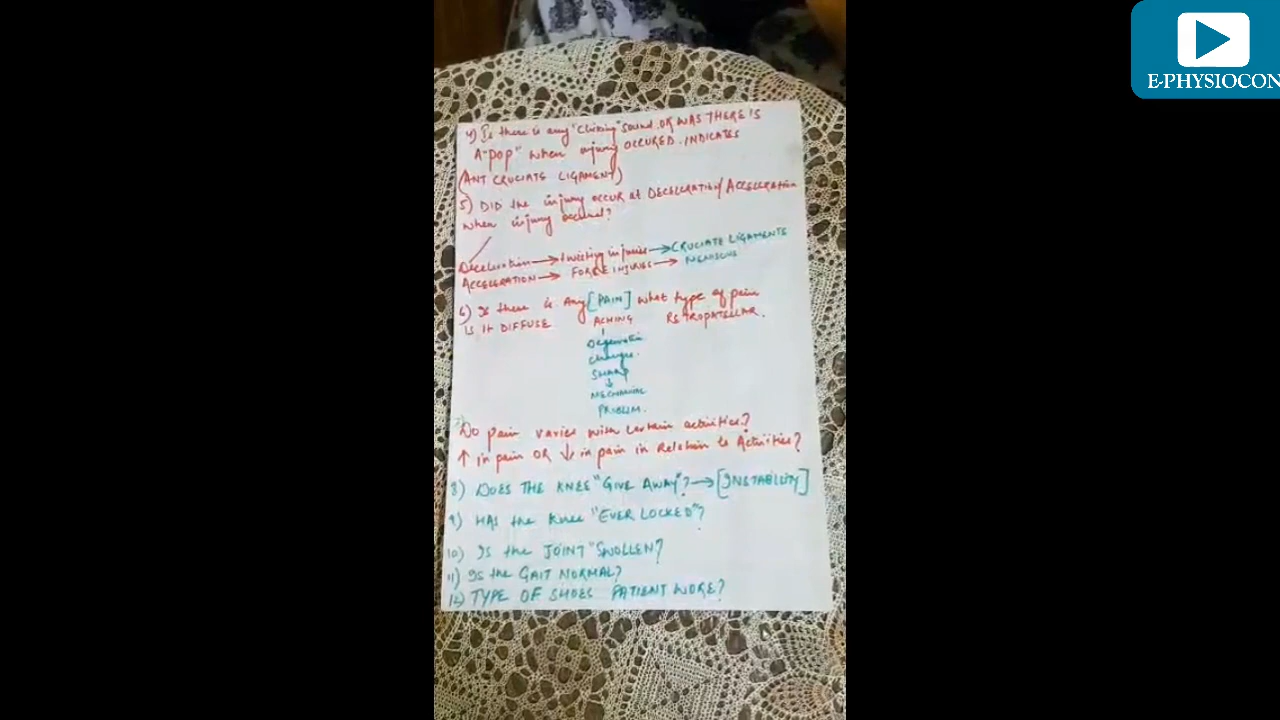 E-PHYSIOCON
4) Is there is any "Clicking" sound. OR WAS THERE IS
A "POP" when injury OCCURED. INDICATES
(ANT CRUCIATE LIGAMENT)
5) DID the injury occur at DECELERATION/ACCELERATION
when injury occured?
Deceleration → twisting injuries → CRUCIATE LIGAMENTS
ACCELERATION → FORCE INJURIES → MENISCUS
6) Is there is Any [PAIN] what type of pain
IS IT DIFFUSE ACHING RETROPATELLAR.
Degenerative
changes.
SHARP
↓
MECHANICAL
PROBLEM.
7) Do pain varies with certain activities?
↑ in pain OR ↓ in pain in Relation to Activities?
8) DOES THE KNEE "GIVE AWAY"? → [INSTABILITY]
9) HAS the Knee "EVER LOCKED"?
10) Is the JOINT "SWOLLEN?
11) Is the GAIT NORMAL?
12) TYPE OF SHOES PATIENT WORE?